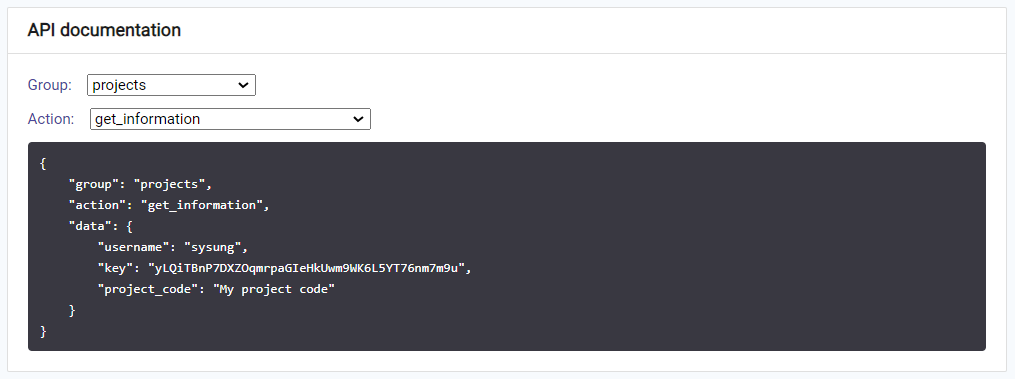 API documentation
Group: projects
Action: get_information
{
    "group": "projects",
    "action": "get_information",
    "data": {
        "username": "sysung",
        "key": "yLQiTBnP7DXZOqmrpaGIeHkUwm9WK6L5YT76nm7m9u",
        "project_code": "My project code"
    }
}